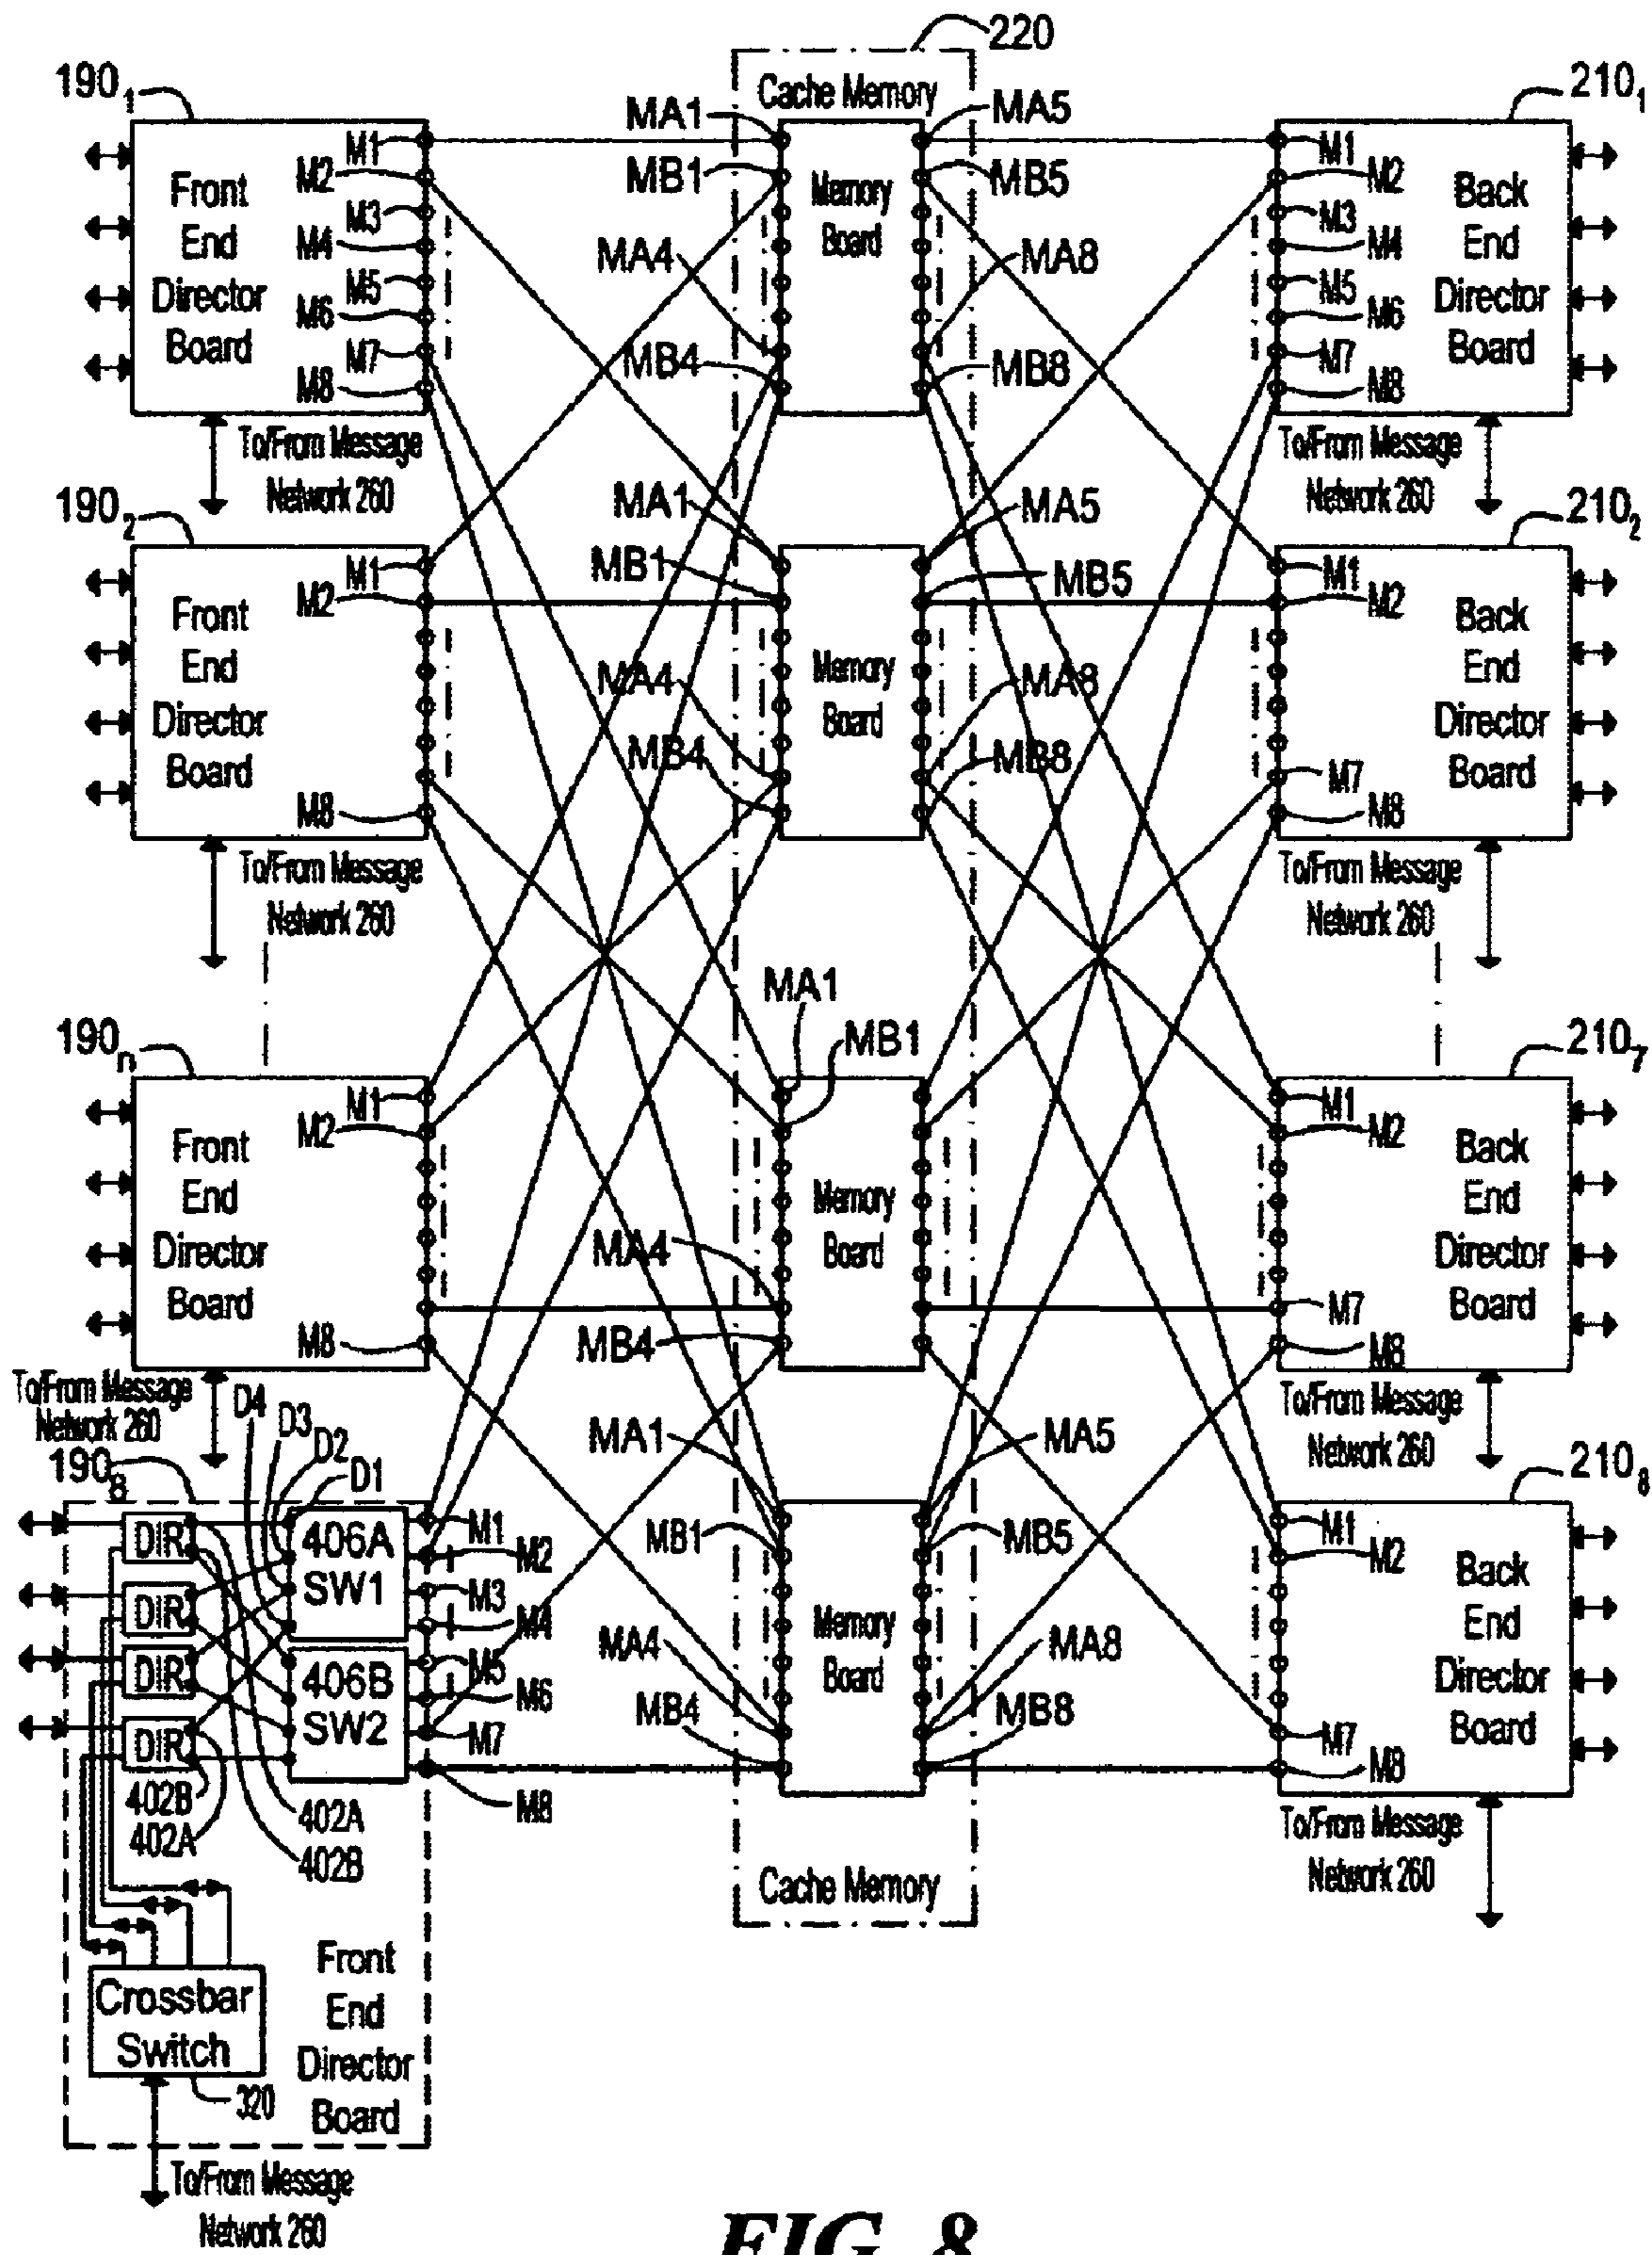 220
190₁
Cache Memory
210₁
MA1
MA5
M1
M1
MB1
MB5
M2
M2
Front
End
Director
Board
Memory
Board
Back
End
Director
Board
M3
M3
M4
M4
MA4
MA8
M5
M5
M6
M6
M7
M7
MB4
MB8
M8
M8
To/From Message
Network 260
To/From Message
Network 260
190₂
MA1
MA5
210₂
M1
MB1
MB5
M1
M2
M2
Front
End
Director
Board
Memory
Board
Back
End
Director
Board
MA4
MA8
MB4
MB8
M7
M8
M8
To/From Message
Network 260
To/From Message
Network 260
MA1
190ₙ
MB1
210₇
M1
M1
M2
M2
Front
End
Director
Board
Memory
Board
Back
End
Director
Board
MA4
M7
M8
MB4
M8
To/From Message
Network 260
To/From Message
Network 260
D4
D3
D2
D1
MA1
MA5
190₈
210₈
DIR
DIR
DIR
DIR
406A
SW1
406B
SW2
M1
M2
M3
M4
M5
M6
M7
M8
MB1
MB5
M1
M2
Memory
Board
Back
End
Director
Board
MA4
MA8
MB4
MB8
M7
M8
402B
402A
402A
402B
To/From Message
Network 260
Cache Memory
Crossbar
Switch
320
Front
End
Director
Board
To/From Message
Network 260
FIG. 8